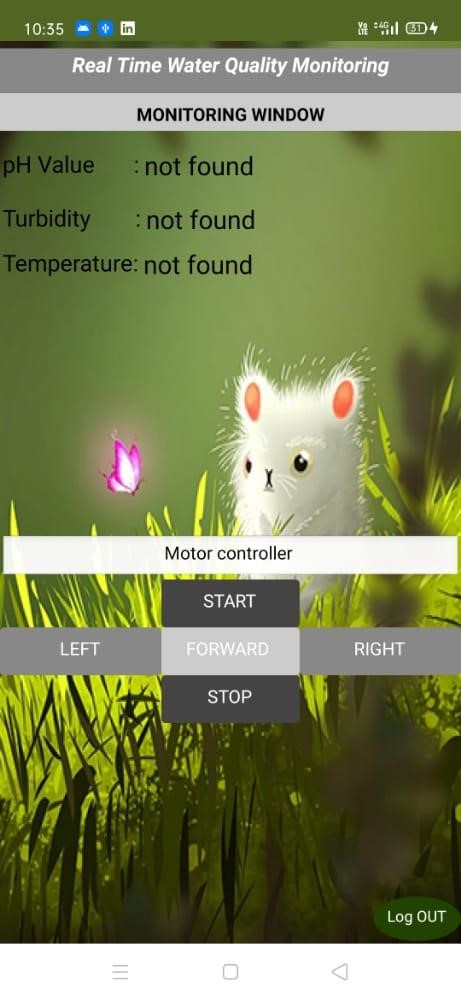 10:35 in Vo LTE 4G 31
Real Time Water Quality Monitoring
MONITORING WINDOW
pH Value : not found
Turbidity : not found
Temperature: not found
Motor controller
START
LEFT FORWARD RIGHT
STOP
Log OUT